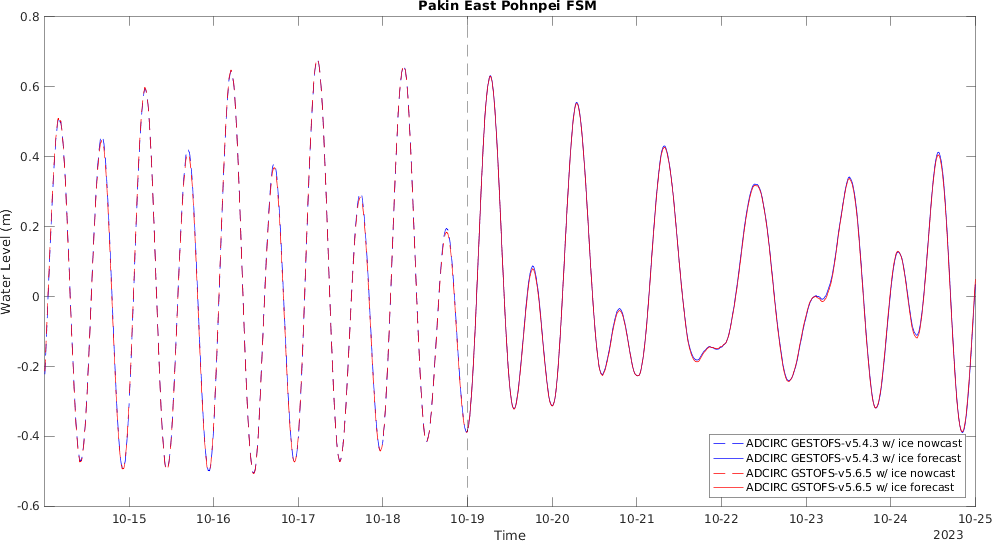 Pakin East Pohnpei FSM
0.8
0.6
0.4
0.2
0
-0.2
-0.4
-0.6
Water Level (m)
10-15 10-16 10-17 10-18 10-19 10-20 10-21 10-22 10-23 10-24 10-25
Time
2023
ADCIRC GESTOFS-v5.4.3 w/ ice nowcast
ADCIRC GESTOFS-v5.4.3 w/ ice forecast
ADCIRC GSTOFS-v5.6.5 w/ ice nowcast
ADCIRC GSTOFS-v5.6.5 w/ ice forecast